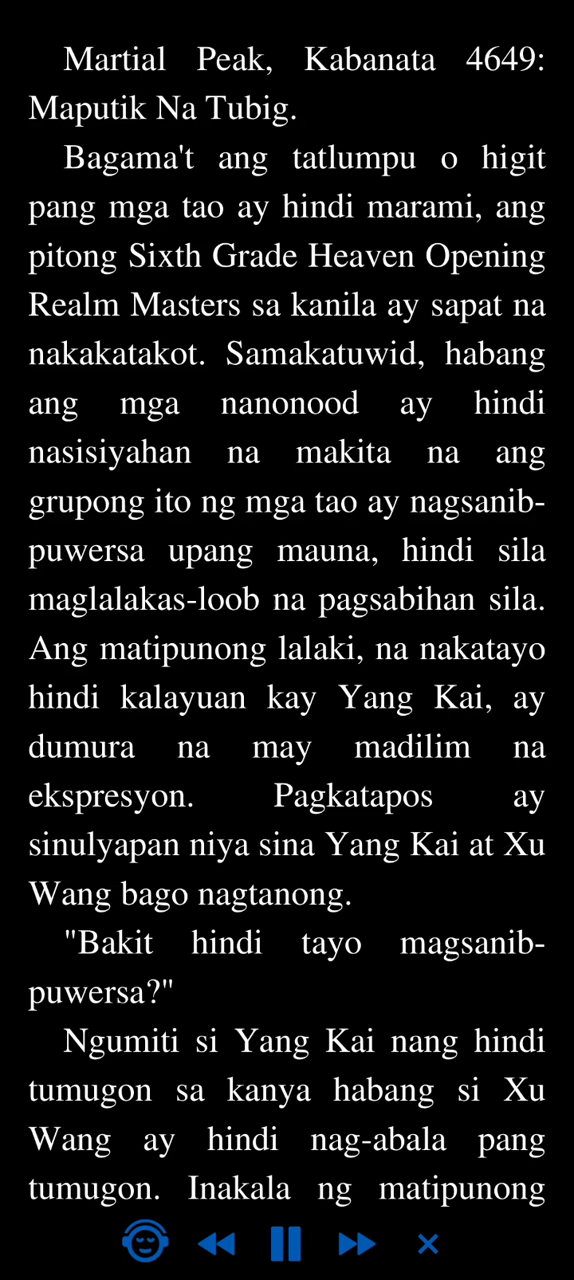 Martial Peak, Kabanata 4649:
Maputik Na Tubig.
Bagama't ang tatlumpu o higit
pang mga tao ay hindi marami, ang
pitong Sixth Grade Heaven Opening
Realm Masters sa kanila ay sapat na
nakakatakot. Samakatuwid, habang
ang mga nanonood ay hindi
nasisiyahan na makita na ang
grupong ito ng mga tao ay nagsanib-
puwersa upang mauna, hindi sila
maglalakas-loob na pagsabihan sila.
Ang matipunong lalaki, na nakatayo
hindi kalayuan kay Yang Kai, ay
dumura na may madilim na
ekspresyon. Pagkatapos ay
sinulyapan niya sina Yang Kai at Xu
Wang bago nagtanong.
"Bakit hindi tayo magsanib-
puwersa?"
Ngumiti si Yang Kai nang hindi
tumugon sa kanya habang si Xu
Wang ay hindi nag-abala pang
tumugon. Inakala ng matipunong